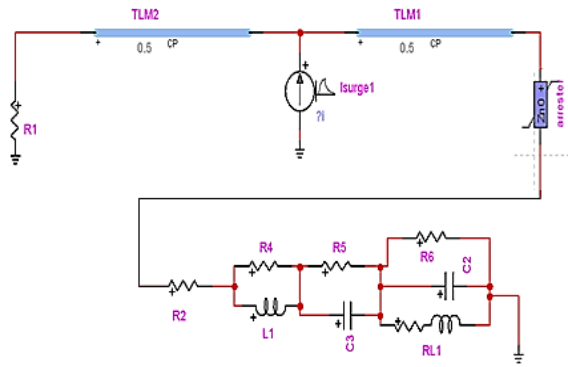 TLM2
TLM1
+
0.5
CP
+
0.5
CP
+
Isurge1
?i
+
R1
ZnO +
arrester
R4
R5
R6
C2
+
+
+
+
R2
+
L1
+
+
C3
+
RL1